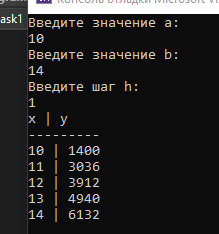 Консоль отладки Microsoft Vi
ask1
Введите значение a:
10
Введите значение b:
14
Введите шаг h:
1
x | y
---------
10 | 1400
11 | 3036
12 | 3912
13 | 4940
14 | 6132